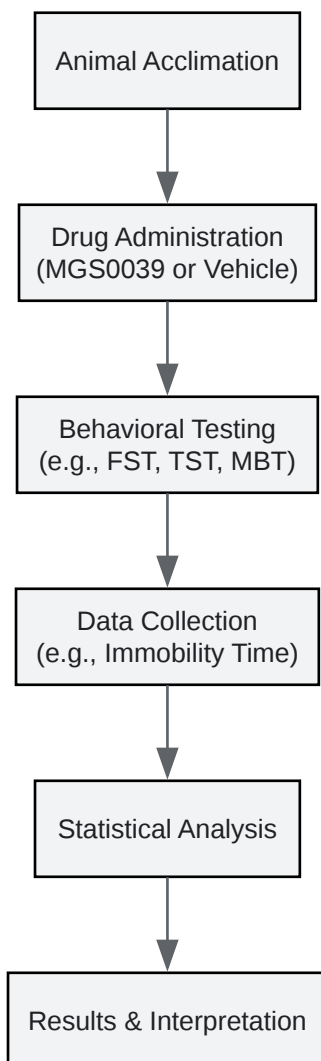 Animal Acclimation
Drug Administration
(MGS0039 or Vehicle)
Behavioral Testing
(e.g., FST, TST, MBT)
Data Collection
(e.g., Immobility Time)
Statistical Analysis
Results & Interpretation